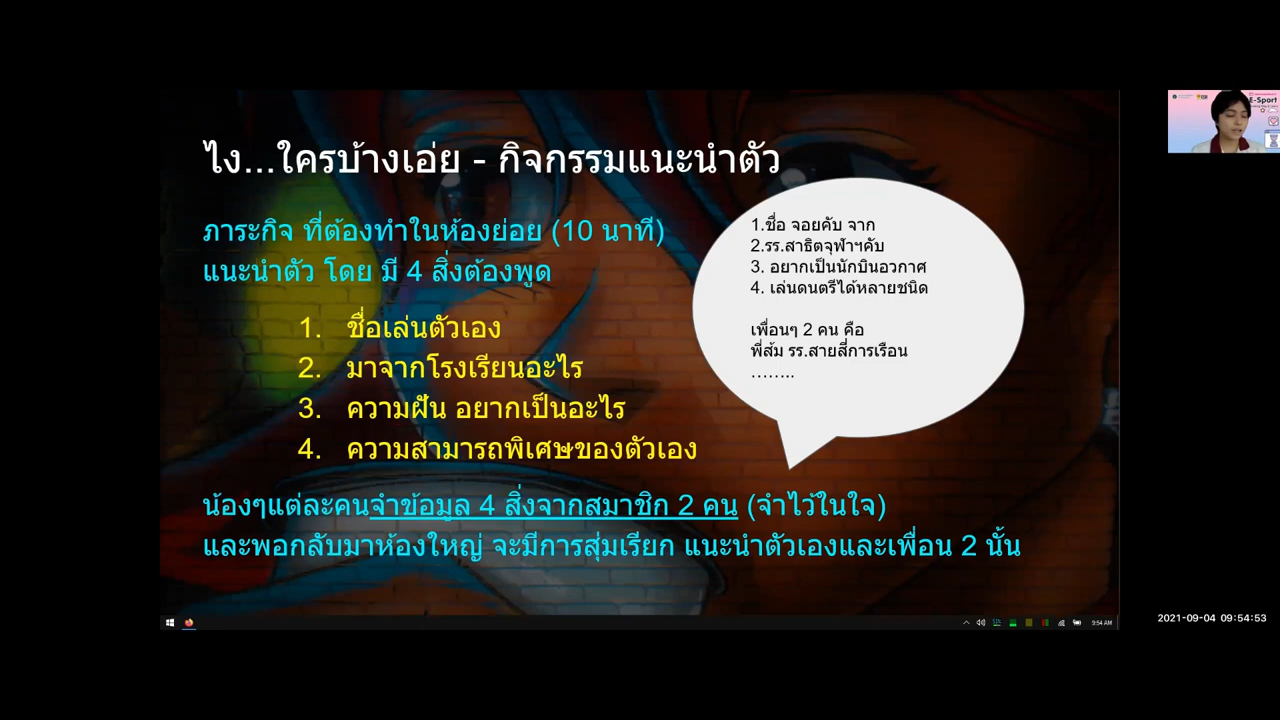 ไง...ใครบ้างเอ่ย - กิจกรรมแนะนำตัว
ภาระกิจ ที่ต้องทำในห้องย่อย (10 นาที)
แนะนำตัว โดย มี 4 สิ่งต้องพูด
1. ชื่อเล่นตัวเอง
2. มาจากโรงเรียนอะไร
3. ความฝัน อยากเป็นอะไร
4. ความสามารถพิเศษของตัวเอง
น้องๆแต่ละคนจำข้อมูล 4 สิ่งจากสมาชิก 2 คน (จำไว้ในใจ)
และพอกลับมาห้องใหญ่ จะมีการสุ่มเรียก แนะนำตัวเองและเพื่อน 2 นั้น
1.ชื่อ จอยคับ จาก
2.รร.สาธิตจุฬาฯคับ
3. อยากเป็นนักบินอวกาศ
4. เล่นดนตรีได้หลายชนิด
เพื่อนๆ 2 คน คือ
พี่ส้ม รร.สายสี่การเรือน
........
E-Sport
9:54 AM
2021-09-04 09:54:53